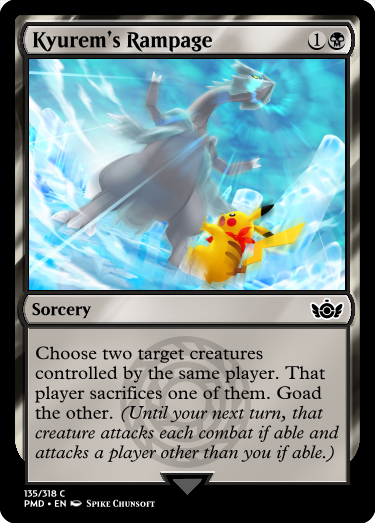 Kyurem's Rampage 1
Sorcery
Choose two target creatures
controlled by the same player. That
player sacrifices one of them. Goad
the other. (Until your next turn, that
creature attacks each combat if able and
attacks a player other than you if able.)
135/318 C
PMD • EN Spike Chunsoft